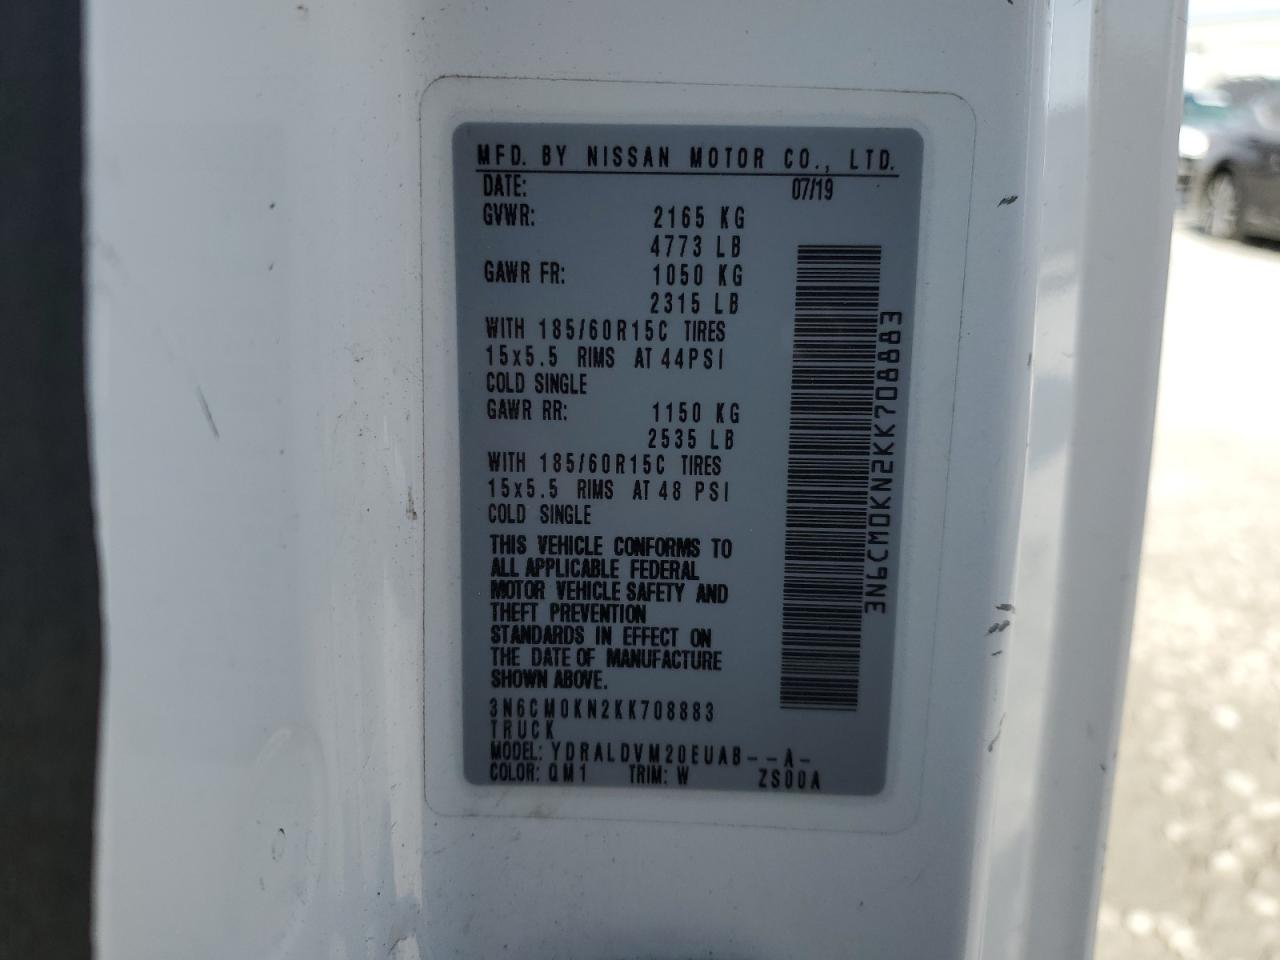 MFD. BY NISSAN MOTOR CO., LTD.
DATE: 07/19
GVWR: 2165 KG
4773 LB
GAWR FR: 1050 KG
2315 LB
WITH 185/60R15C TIRES
15x5.5 RIMS AT 44PSI
COLD SINGLE
GAWR RR: 1150 KG
2535 LB
WITH 185/60R15C TIRES
15x5.5 RIMS AT 48 PSI
COLD SINGLE
THIS VEHICLE CONFORMS TO
ALL APPLICABLE FEDERAL
MOTOR VEHICLE SAFETY AND
THEFT PREVENTION
STANDARDS IN EFFECT ON
THE DATE OF MANUFACTURE
SHOWN ABOVE.
3N6CM0KN2KK708883
TRUCK
MODEL: YDRALDVM20EUAB---A-
COLOR: QM1 TRIM: W ZS00A
3N6CM0KN2KK708883